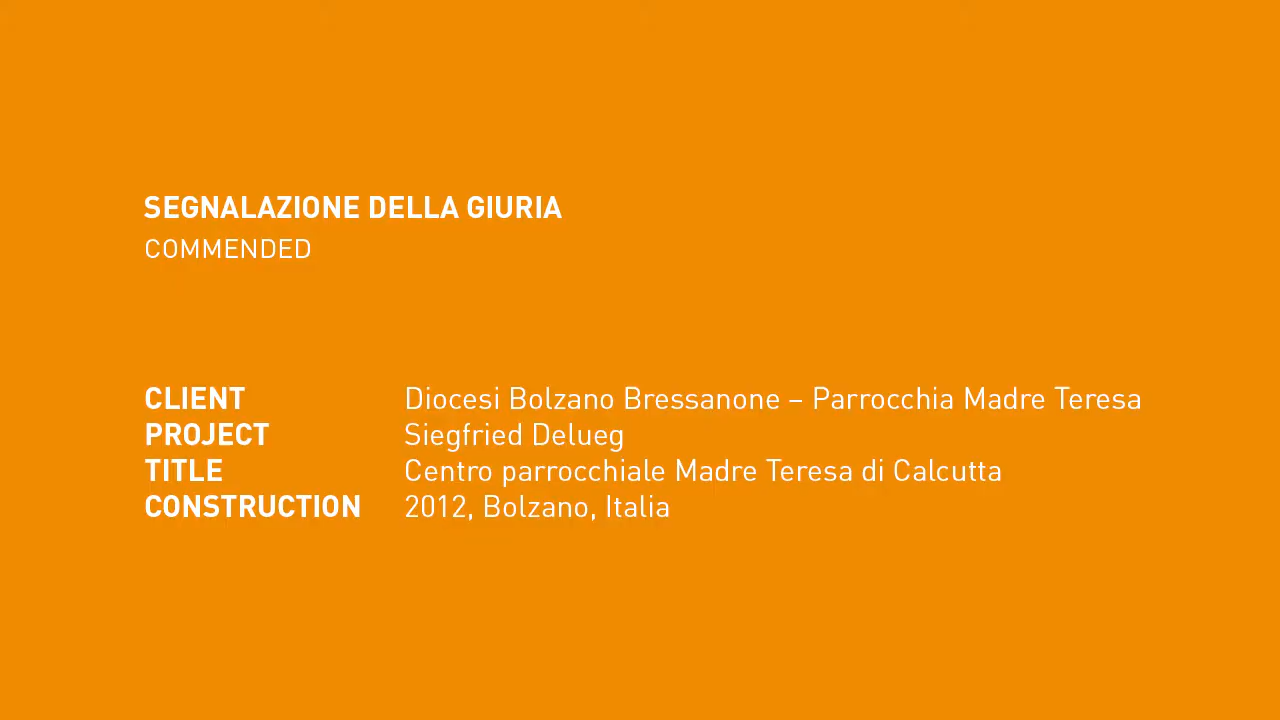 SEGNALAZIONE DELLA GIURIA
COMMENDED
CLIENT Diocesi Bolzano Bressanone – Parrocchia Madre Teresa
PROJECT Siegfried Delueg
TITLE Centro parrocchiale Madre Teresa di Calcutta
CONSTRUCTION 2012, Bolzano, Italia